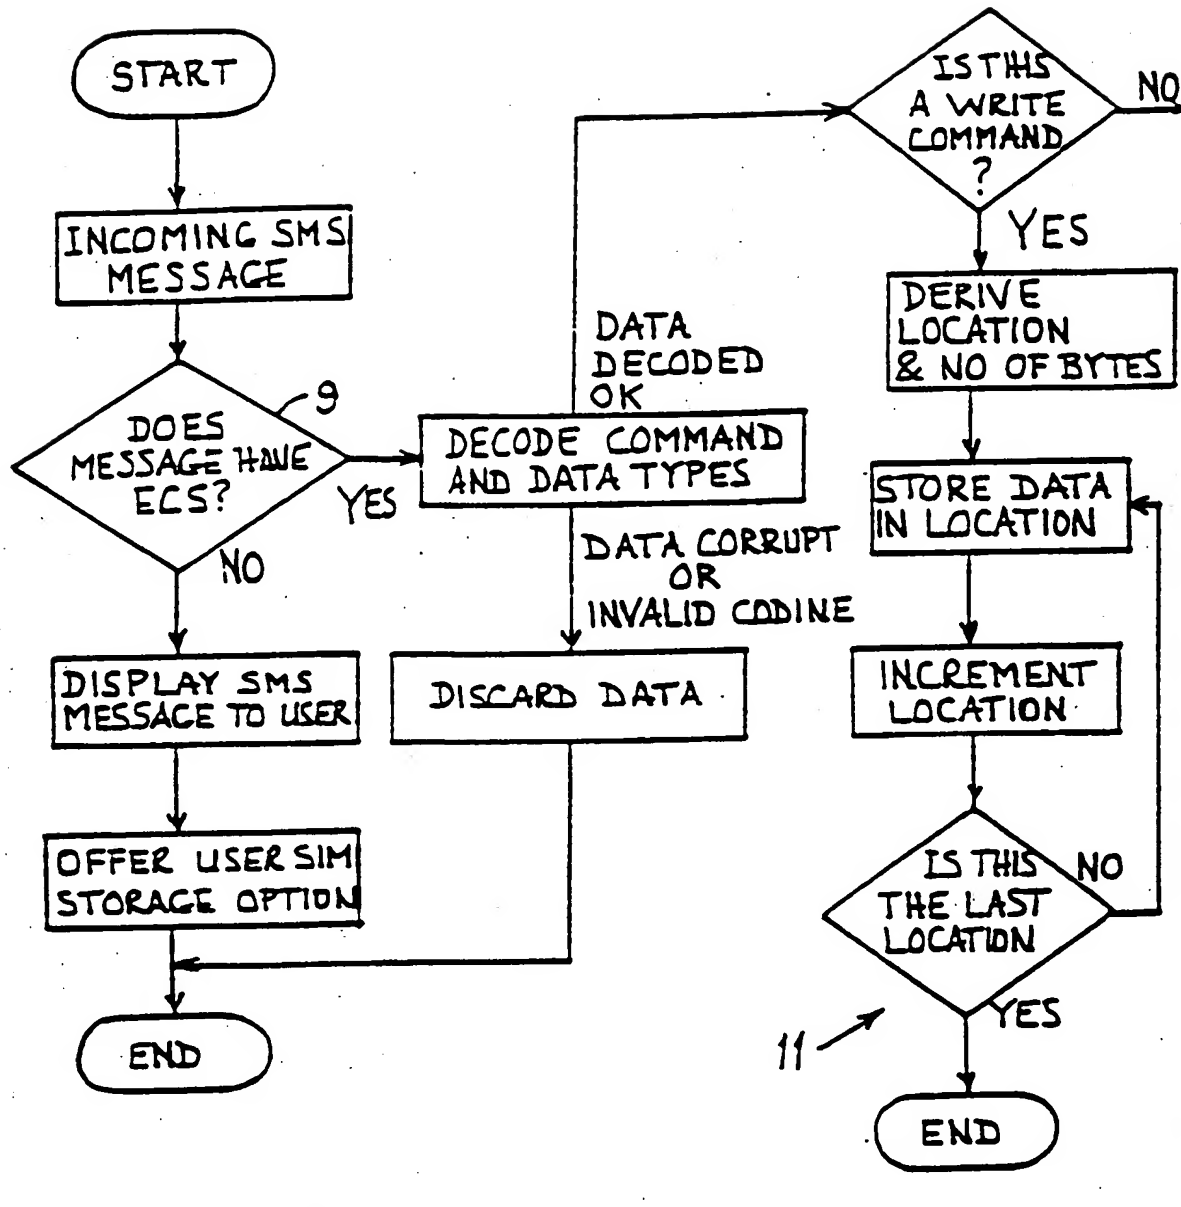 START
INCOMING SMS
MESSAGE
9
DOES
MESSAGE HAVE
ECS?
YES
NO
DISPLAY SMS
MESSAGE TO USER
OFFER USER SIM
STORAGE OPTION
END
DATA
DECODED
OK
DECODE COMMAND
AND DATA TYPES
DATA CORRUPT
OR
INVALID CODINE
DISCARD DATA
IS THIS
A WRITE
COMMAND
?
NO
YES
DERIVE
LOCATION
& NO OF BYTES
STORE DATA
IN LOCATION
INCREMENT
LOCATION
IS THIS
THE LAST
LOCATION
NO
YES
11
END